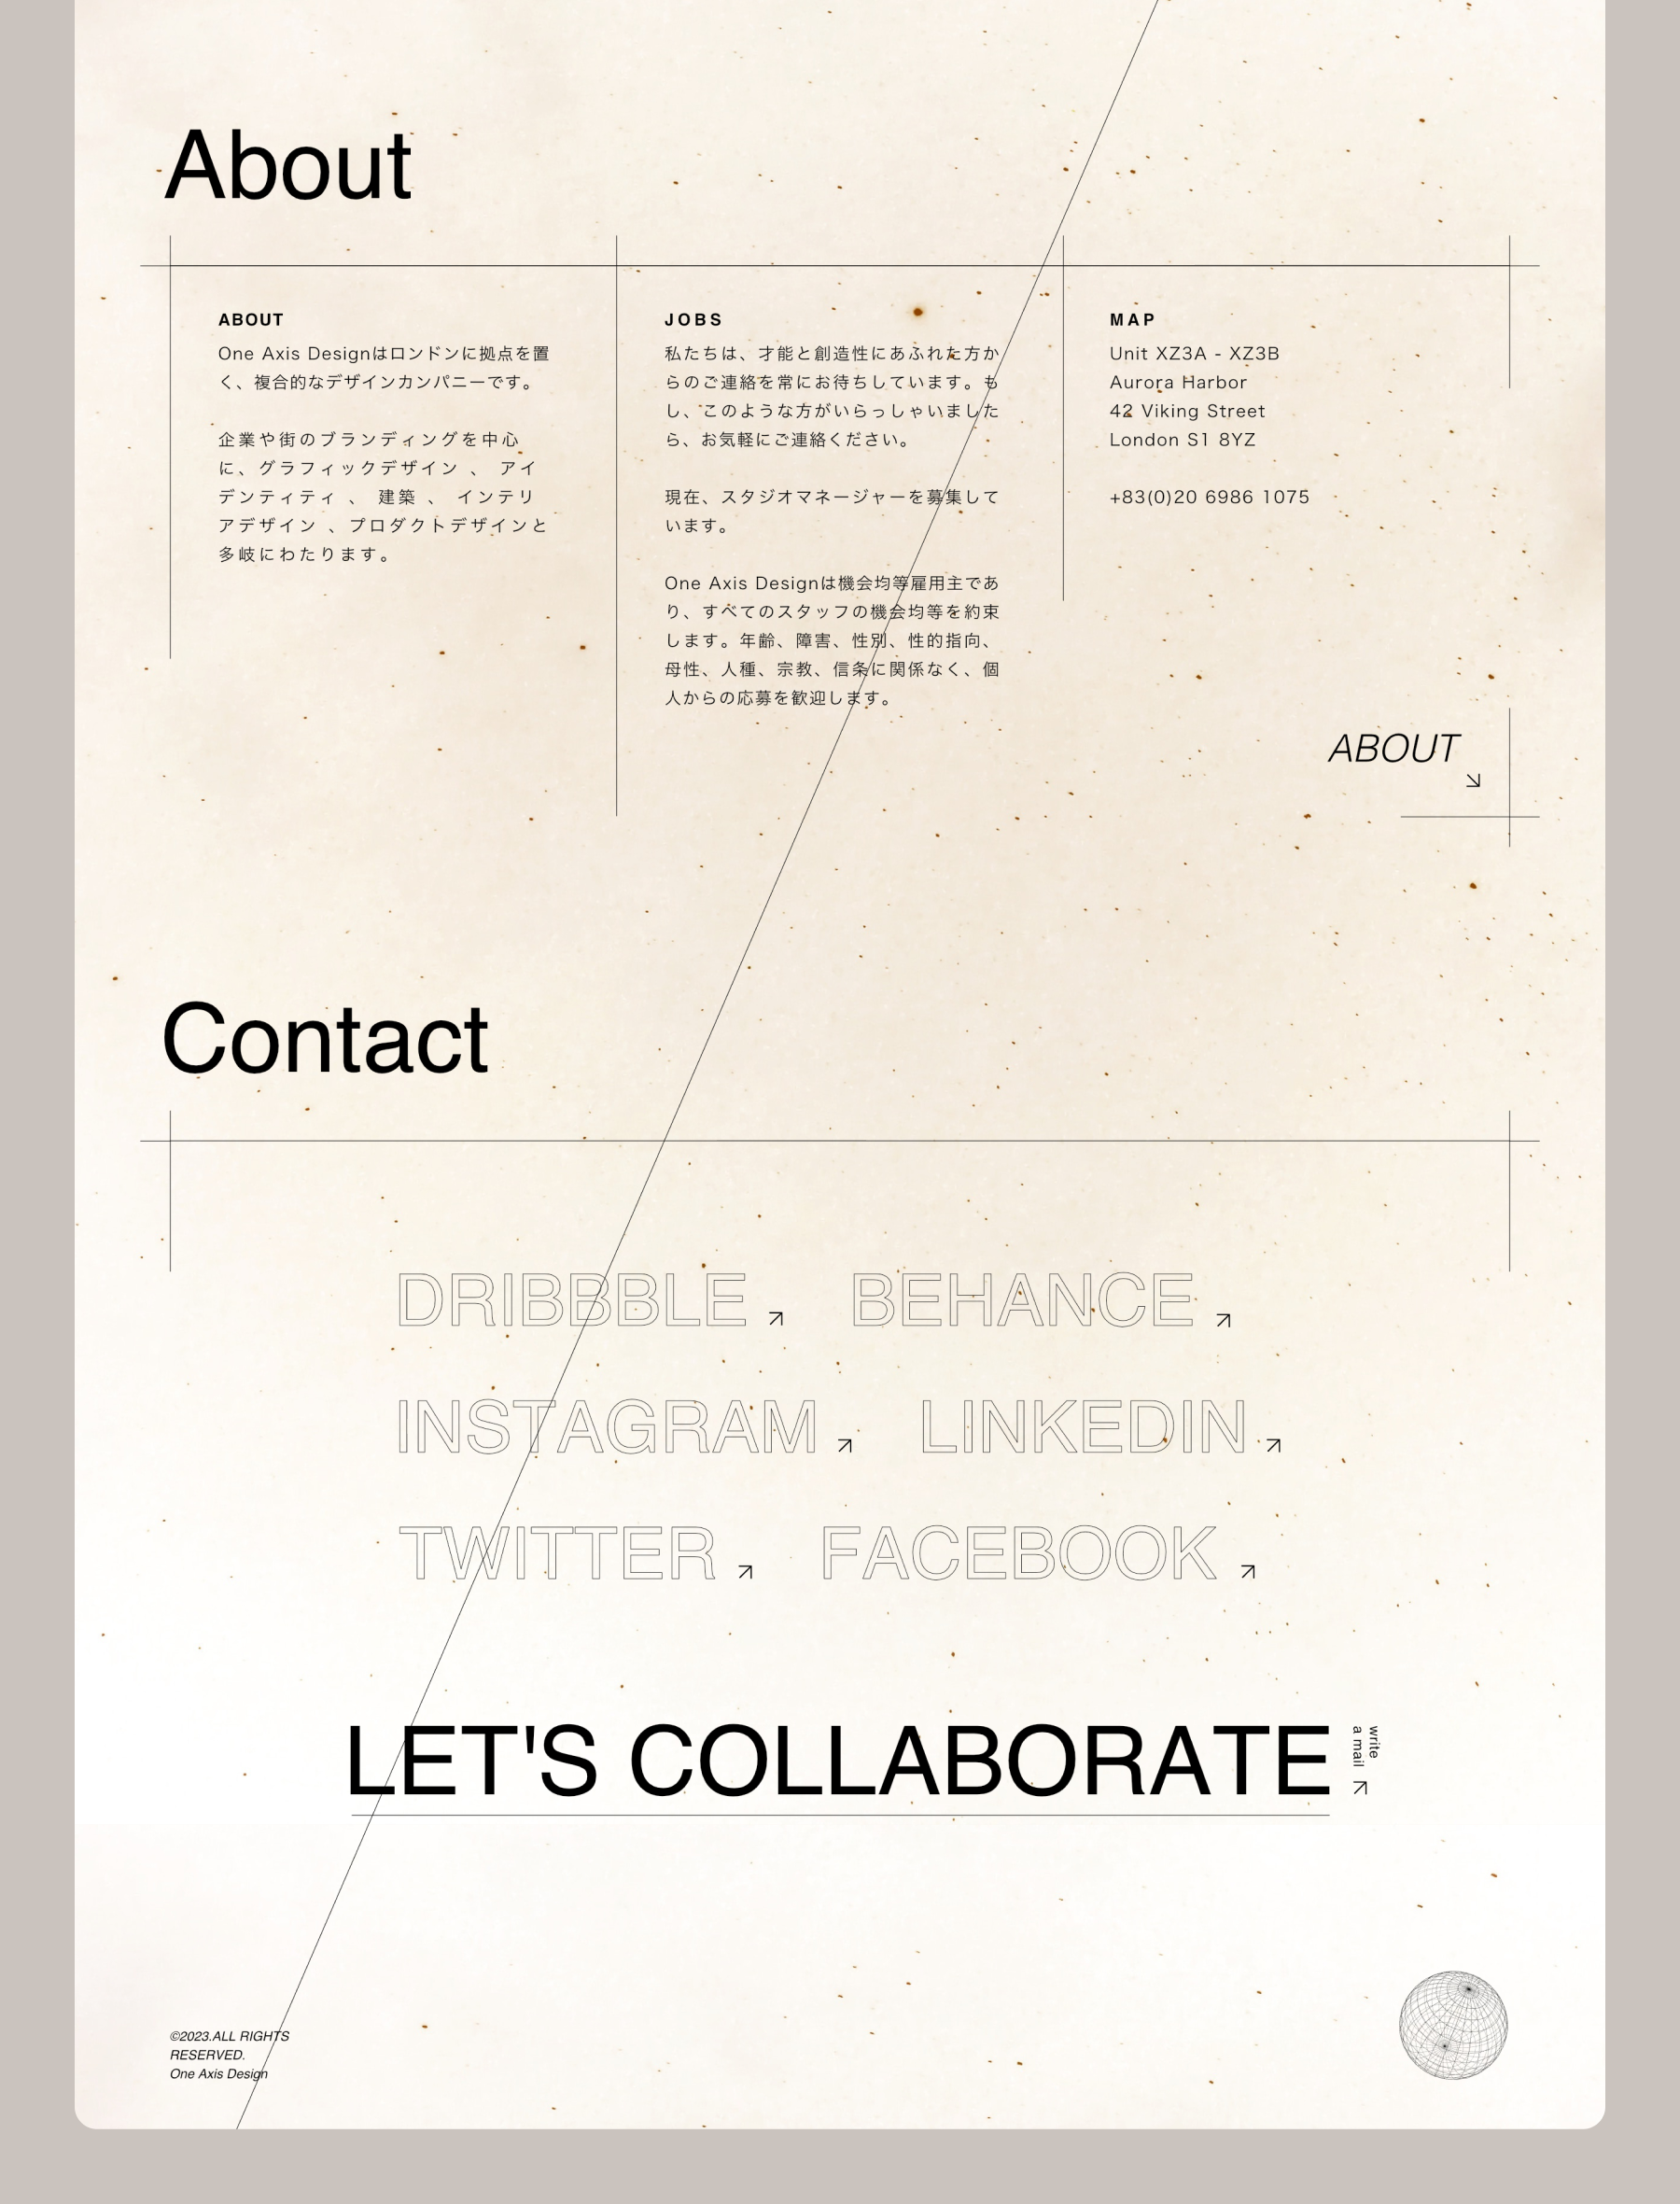 About
ABOUT
One Axis Designはロンドンに拠点を置
く、複合的なデザインカンパニーです。
企業や街のブランディングを中心
に、グラフィックデザイン 、 アイ
デンティティ 、 建築 、 インテリ
アデザイン 、プロダクトデザインと
多岐にわたります。
JOBS
私たちは、才能と創造性にあふれた方か
らのご連絡を常にお待ちしています。も
し、このような方がいらっしゃいました
ら、お気軽にご連絡ください。
現在、スタジオマネージャーを募集して
います。
One Axis Designは機会均等雇用主であ
り、すべてのスタッフの機会均等を約束
します。年齢、障害、性別、性的指向、
母性、人種、宗教、信条に関係なく、個
人からの応募を歓迎します。
MAP
Unit XZ3A - XZ3B
Aurora Harbor
42 Viking Street
London S1 8YZ
+83(0)20 6986 1075
ABOUT
Contact
DRIBBBLE
BEHANCE
INSTAGRAM
LINKEDIN
TWITTER
FACEBOOK
LET'S COLLABORATE
write
a mail
©2023.ALL RIGHTS
RESERVED.
One Axis Design